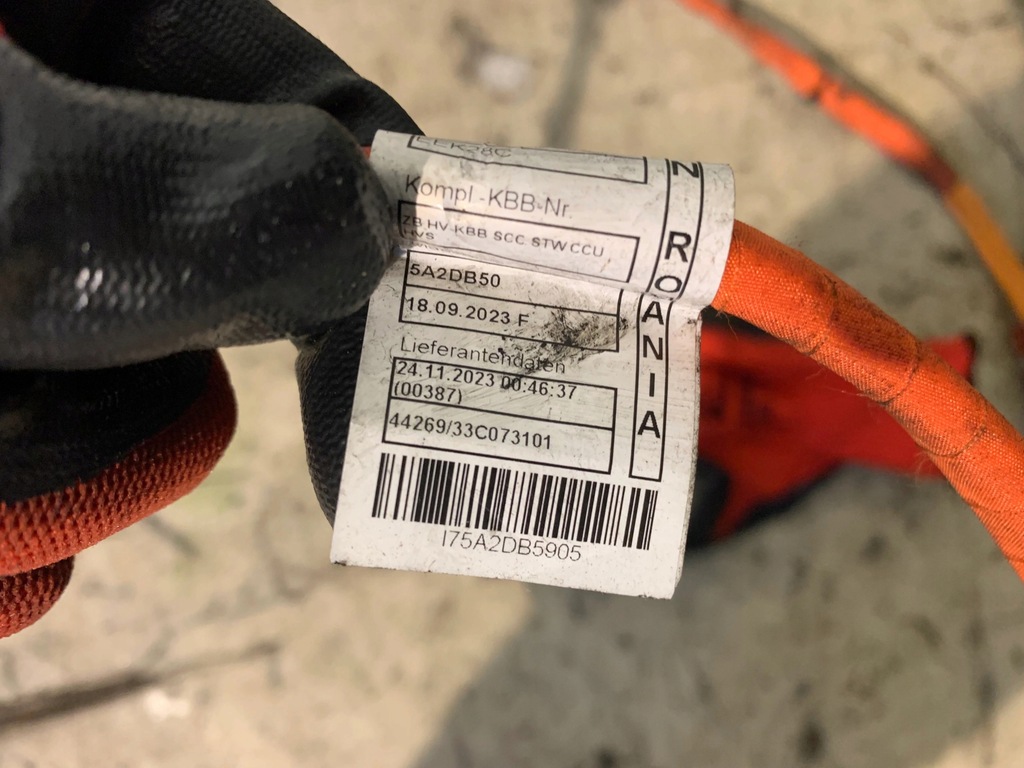 Kompl.-KBB-Nr.
ZB HV-KBB SCC STW CCU
HVS
5A2DB50
18.09.2023 F
Lieferantendaten
24.11.2023 00:46:37
(00387)
44269/33C073101
I75A2DB5905
N ROANIA